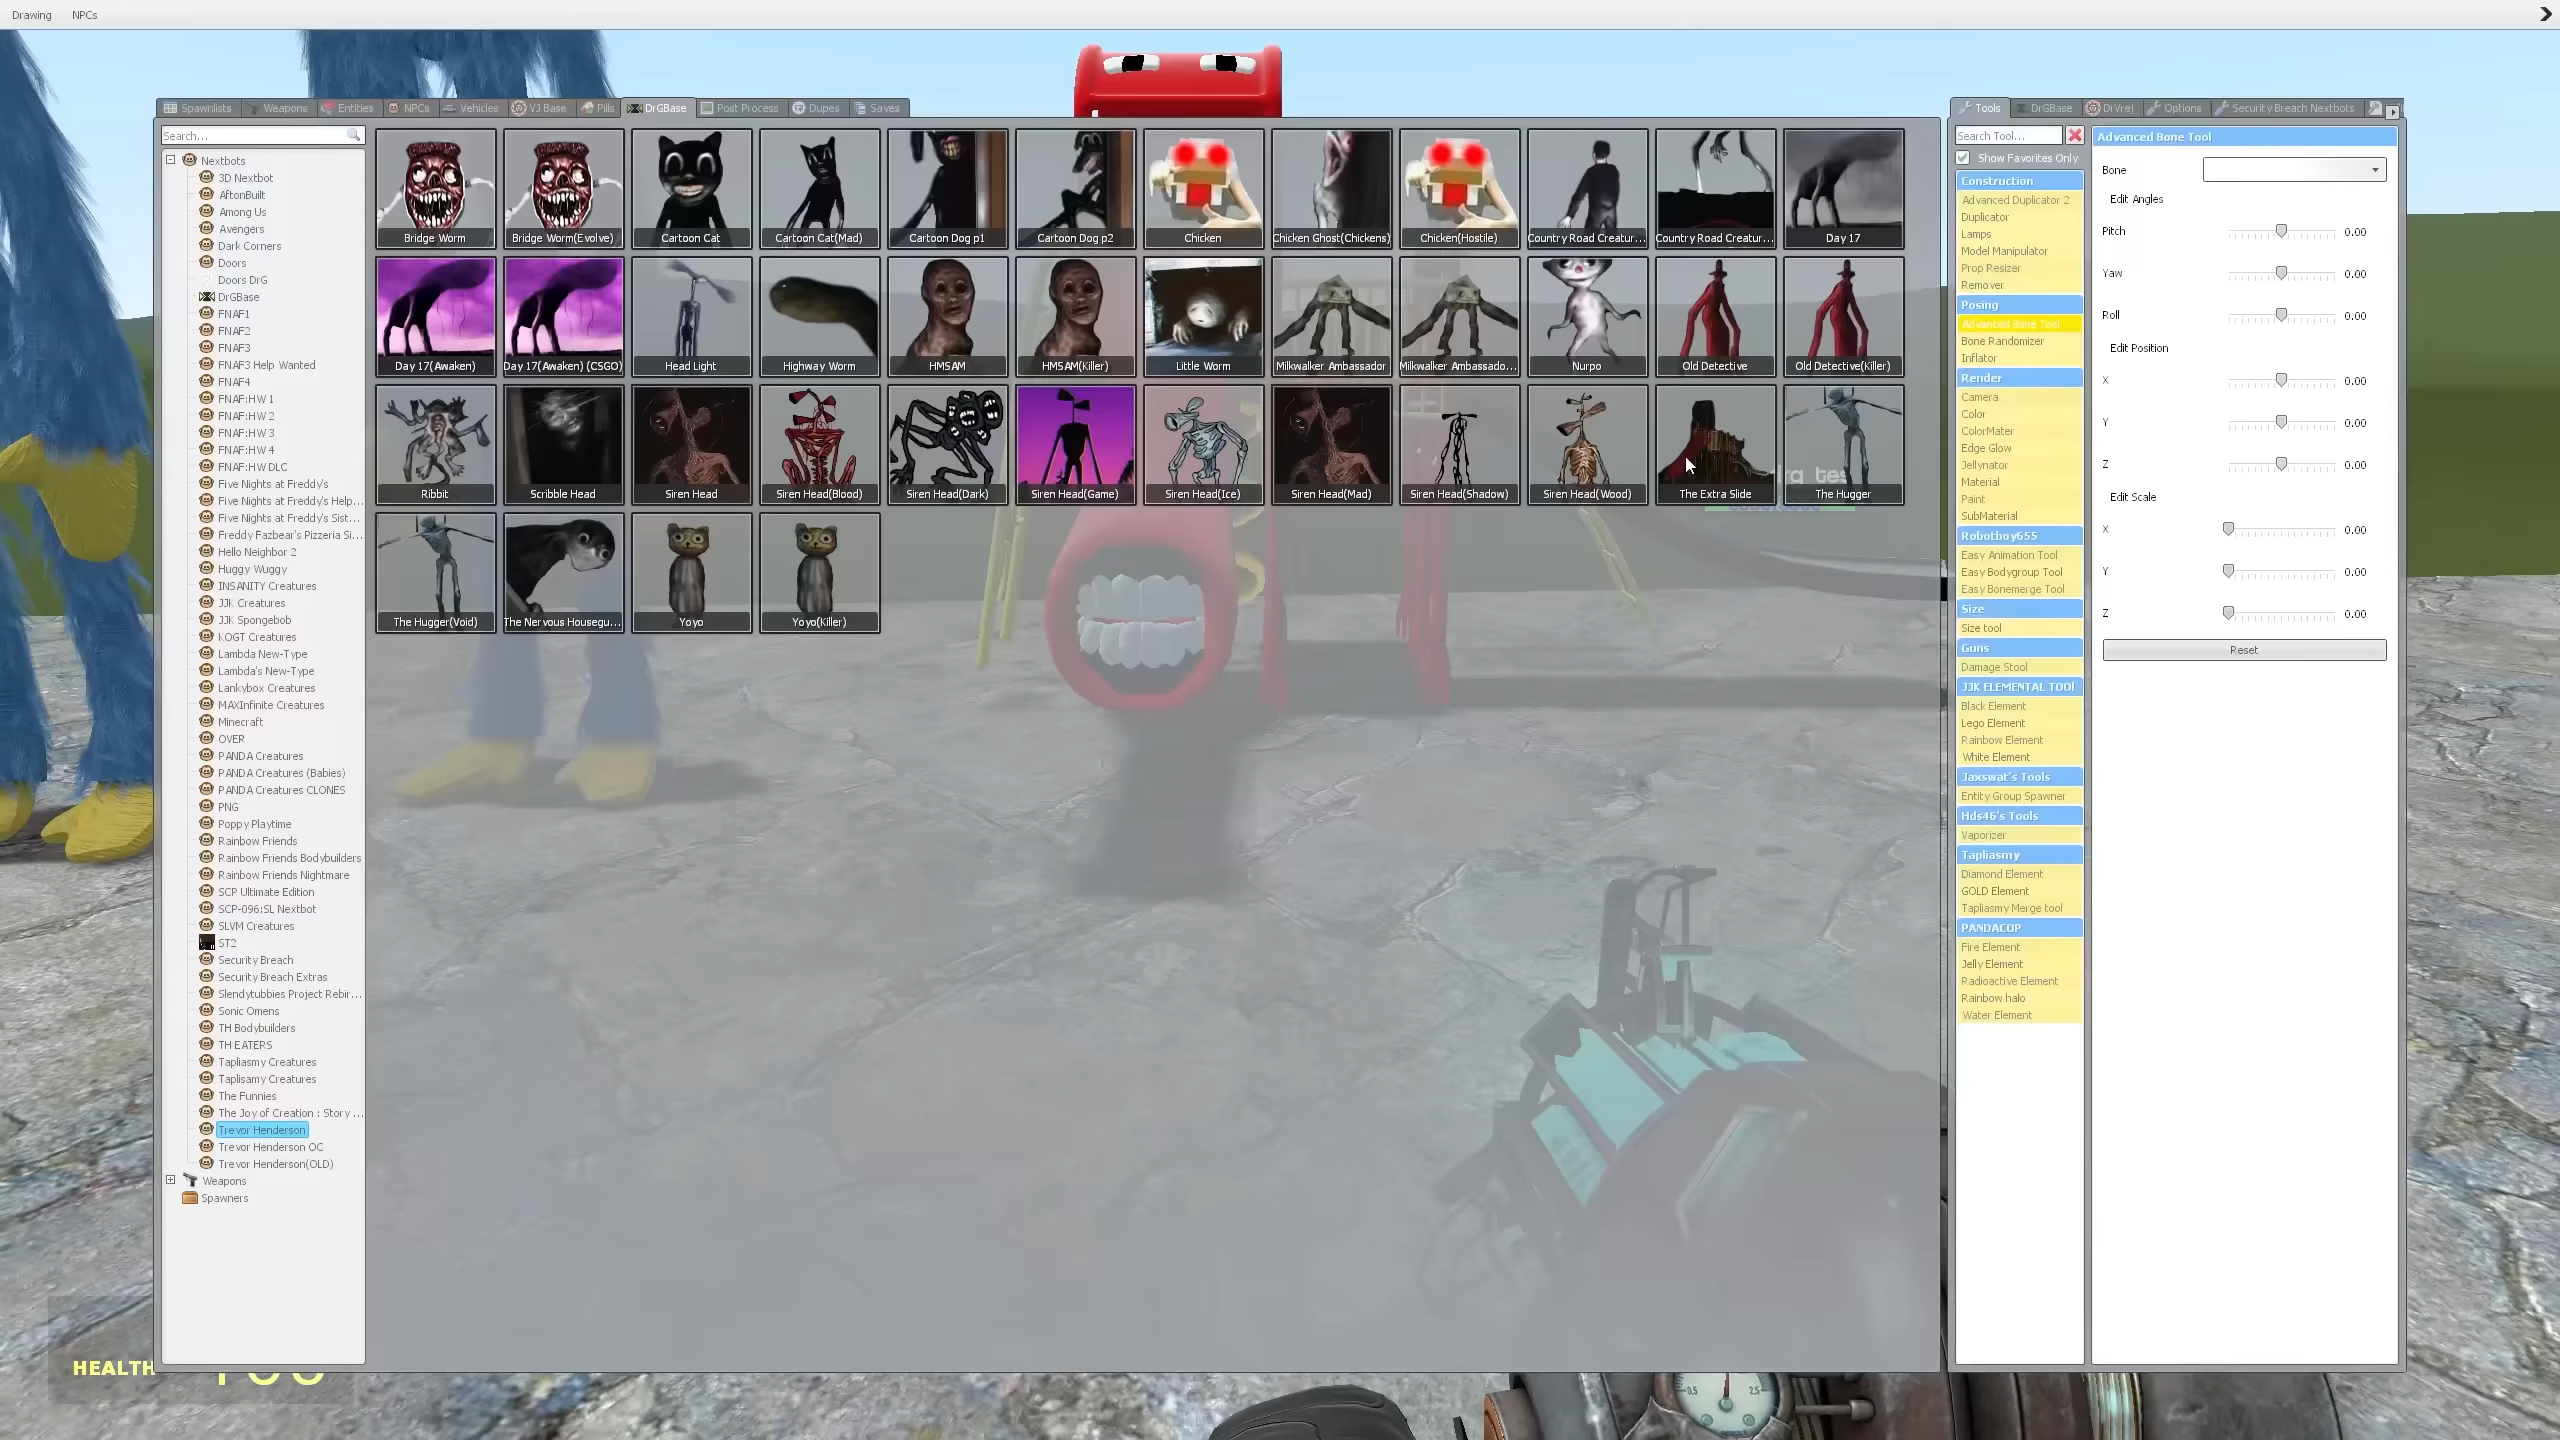 Drawing NPCs
Spawnlists Weapons Entities NPCs Vehicles VJ Base Pills DrGBase Post Process Dupes Saves
Search...
Nextbots
3D Nextbot
AftonBuilt
Among Us
Avengers
Dark Corners
Doors
Doors DrG
DrGBase
FNAF1
FNAF2
FNAF3
FNAF3 Help Wanted
FNAF4
FNAF:HW 1
FNAF:HW 2
FNAF:HW 3
FNAF:HW 4
FNAF:HW DLC
Five Nights at Freddy's
Five Nights at Freddy's Help...
Five Nights at Freddy's Sist...
Freddy Fazbear's Pizzeria Si...
Hello Neighbor 2
Huggy Wuggy
INSANITY Creatures
JJK Creatures
JJK Spongebob
KOGT Creatures
Lambda New-Type
Lambda's New-Type
Lankybox Creatures
MAXInfinite Creatures
Minecraft
OVER
PANDA Creatures
PANDA Creatures (Babies)
PANDA Creatures CLONES
PNG
Poppy Playtime
Rainbow Friends
Rainbow Friends Bodybuilders
Rainbow Friends Nightmare
SCP Ultimate Edition
SCP-096:SL Nextbot
SLVM Creatures
ST2
Security Breach
Security Breach Extras
Slendytubbies Project Rebir...
Sonic Omens
TH Bodybuilders
TH EATERS
Tapliasmy Creatures
Taplisamy Creatures
The Funnies
The Joy of Creation : Story ...
Trevor Henderson
Trevor Henderson OC
Trevor Henderson(OLD)
Weapons
Spawners
Bridge Worm Bridge Worm(Evolve) Cartoon Cat Cartoon Cat(Mad) Cartoon Dog p1 Cartoon Dog p2 Chicken Chicken Ghost(Chickens) Chicken(Hostile) Country Road Creatur... Country Road Creatur... Day 17
Day 17(Awaken) Day 17(Awaken) (CSGO) Head Light Highway Worm HMSAM HMSAM(Killer) Little Worm Milkwalker Ambassador Milkwalker Ambassado... Nurpo Old Detective Old Detective(Killer)
Ribbit Scribble Head Siren Head Siren Head(Blood) Siren Head(Dark) Siren Head(Game) Siren Head(Ice) Siren Head(Mad) Siren Head(Shadow) Siren Head(Wood) The Extra Slide The Hugger
The Hugger(Void) The Nervous Housegu... Yoyo Yoyo(Killer)
Tools DrGBase DrVrej Options Security Breach Nextbots
Search Tool...
Show Favorites Only
Construction
Advanced Duplicator 2
Duplicator
Lamps
Model Manipulator
Prop Resizer
Remover
Posing
Advanced Bone Tool
Bone Randomizer
Inflator
Render
Camera
Color
ColorMater
Edge Glow
Jellynator
Material
Paint
SubMaterial
Robotboy655
Easy Animation Tool
Easy Bodygroup Tool
Easy Bonemerge Tool
Size
Size tool
Guns
Damage Stool
JJK ELEMENTAL TOOl
Black Element
Lego Element
Rainbow Element
White Element
Jaxswat's Tools
Entity Group Spawner
Hds46's Tools
Vaporizer
Tapliasmy
Diamond Element
GOLD Element
Tapliasmy Merge tool
PANDACOP
Fire Element
Jelly Element
Radioactive Element
Rainbow halo
Water Element
Advanced Bone Tool
Bone
Edit Angles
Pitch 0.00
Yaw 0.00
Roll 0.00
Edit Position
X 0.00
Y 0.00
Z 0.00
Edit Scale
X 0.00
Y 0.00
Z 0.00
Reset
HEALTH
0.5 2.5